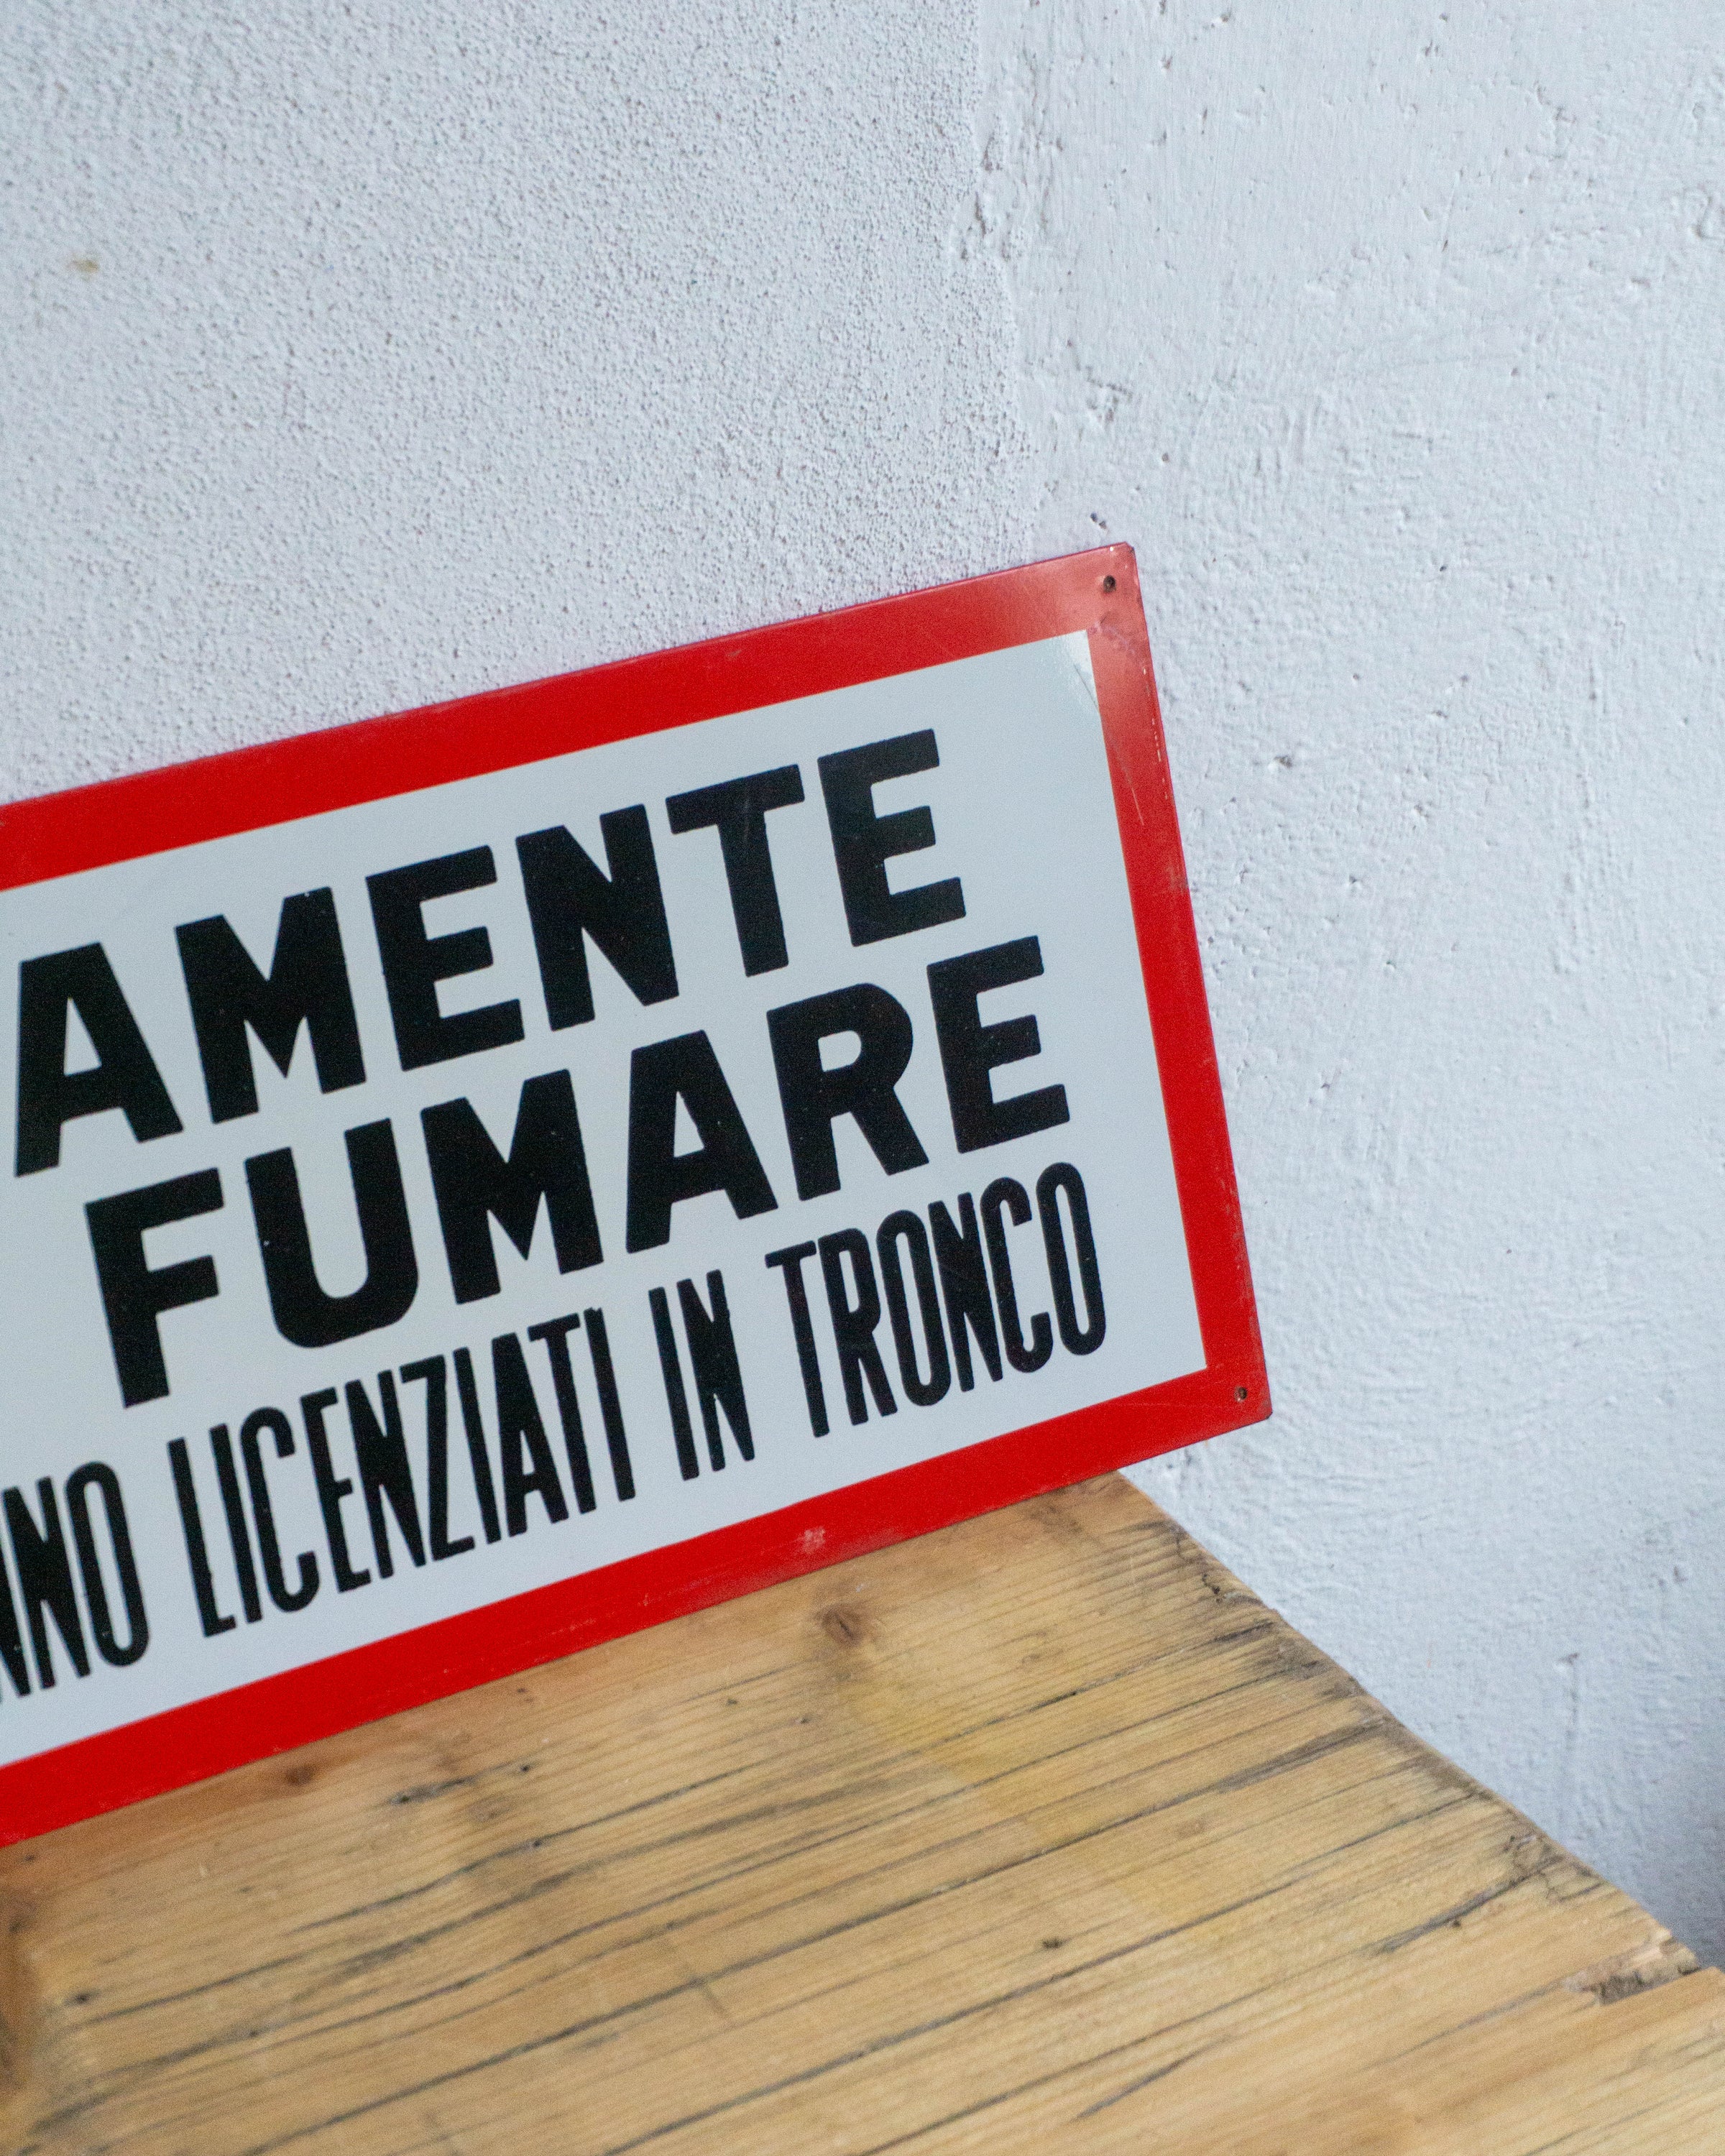 AMENTE
FUMARE
NNO LICENZIATI IN TRONCO